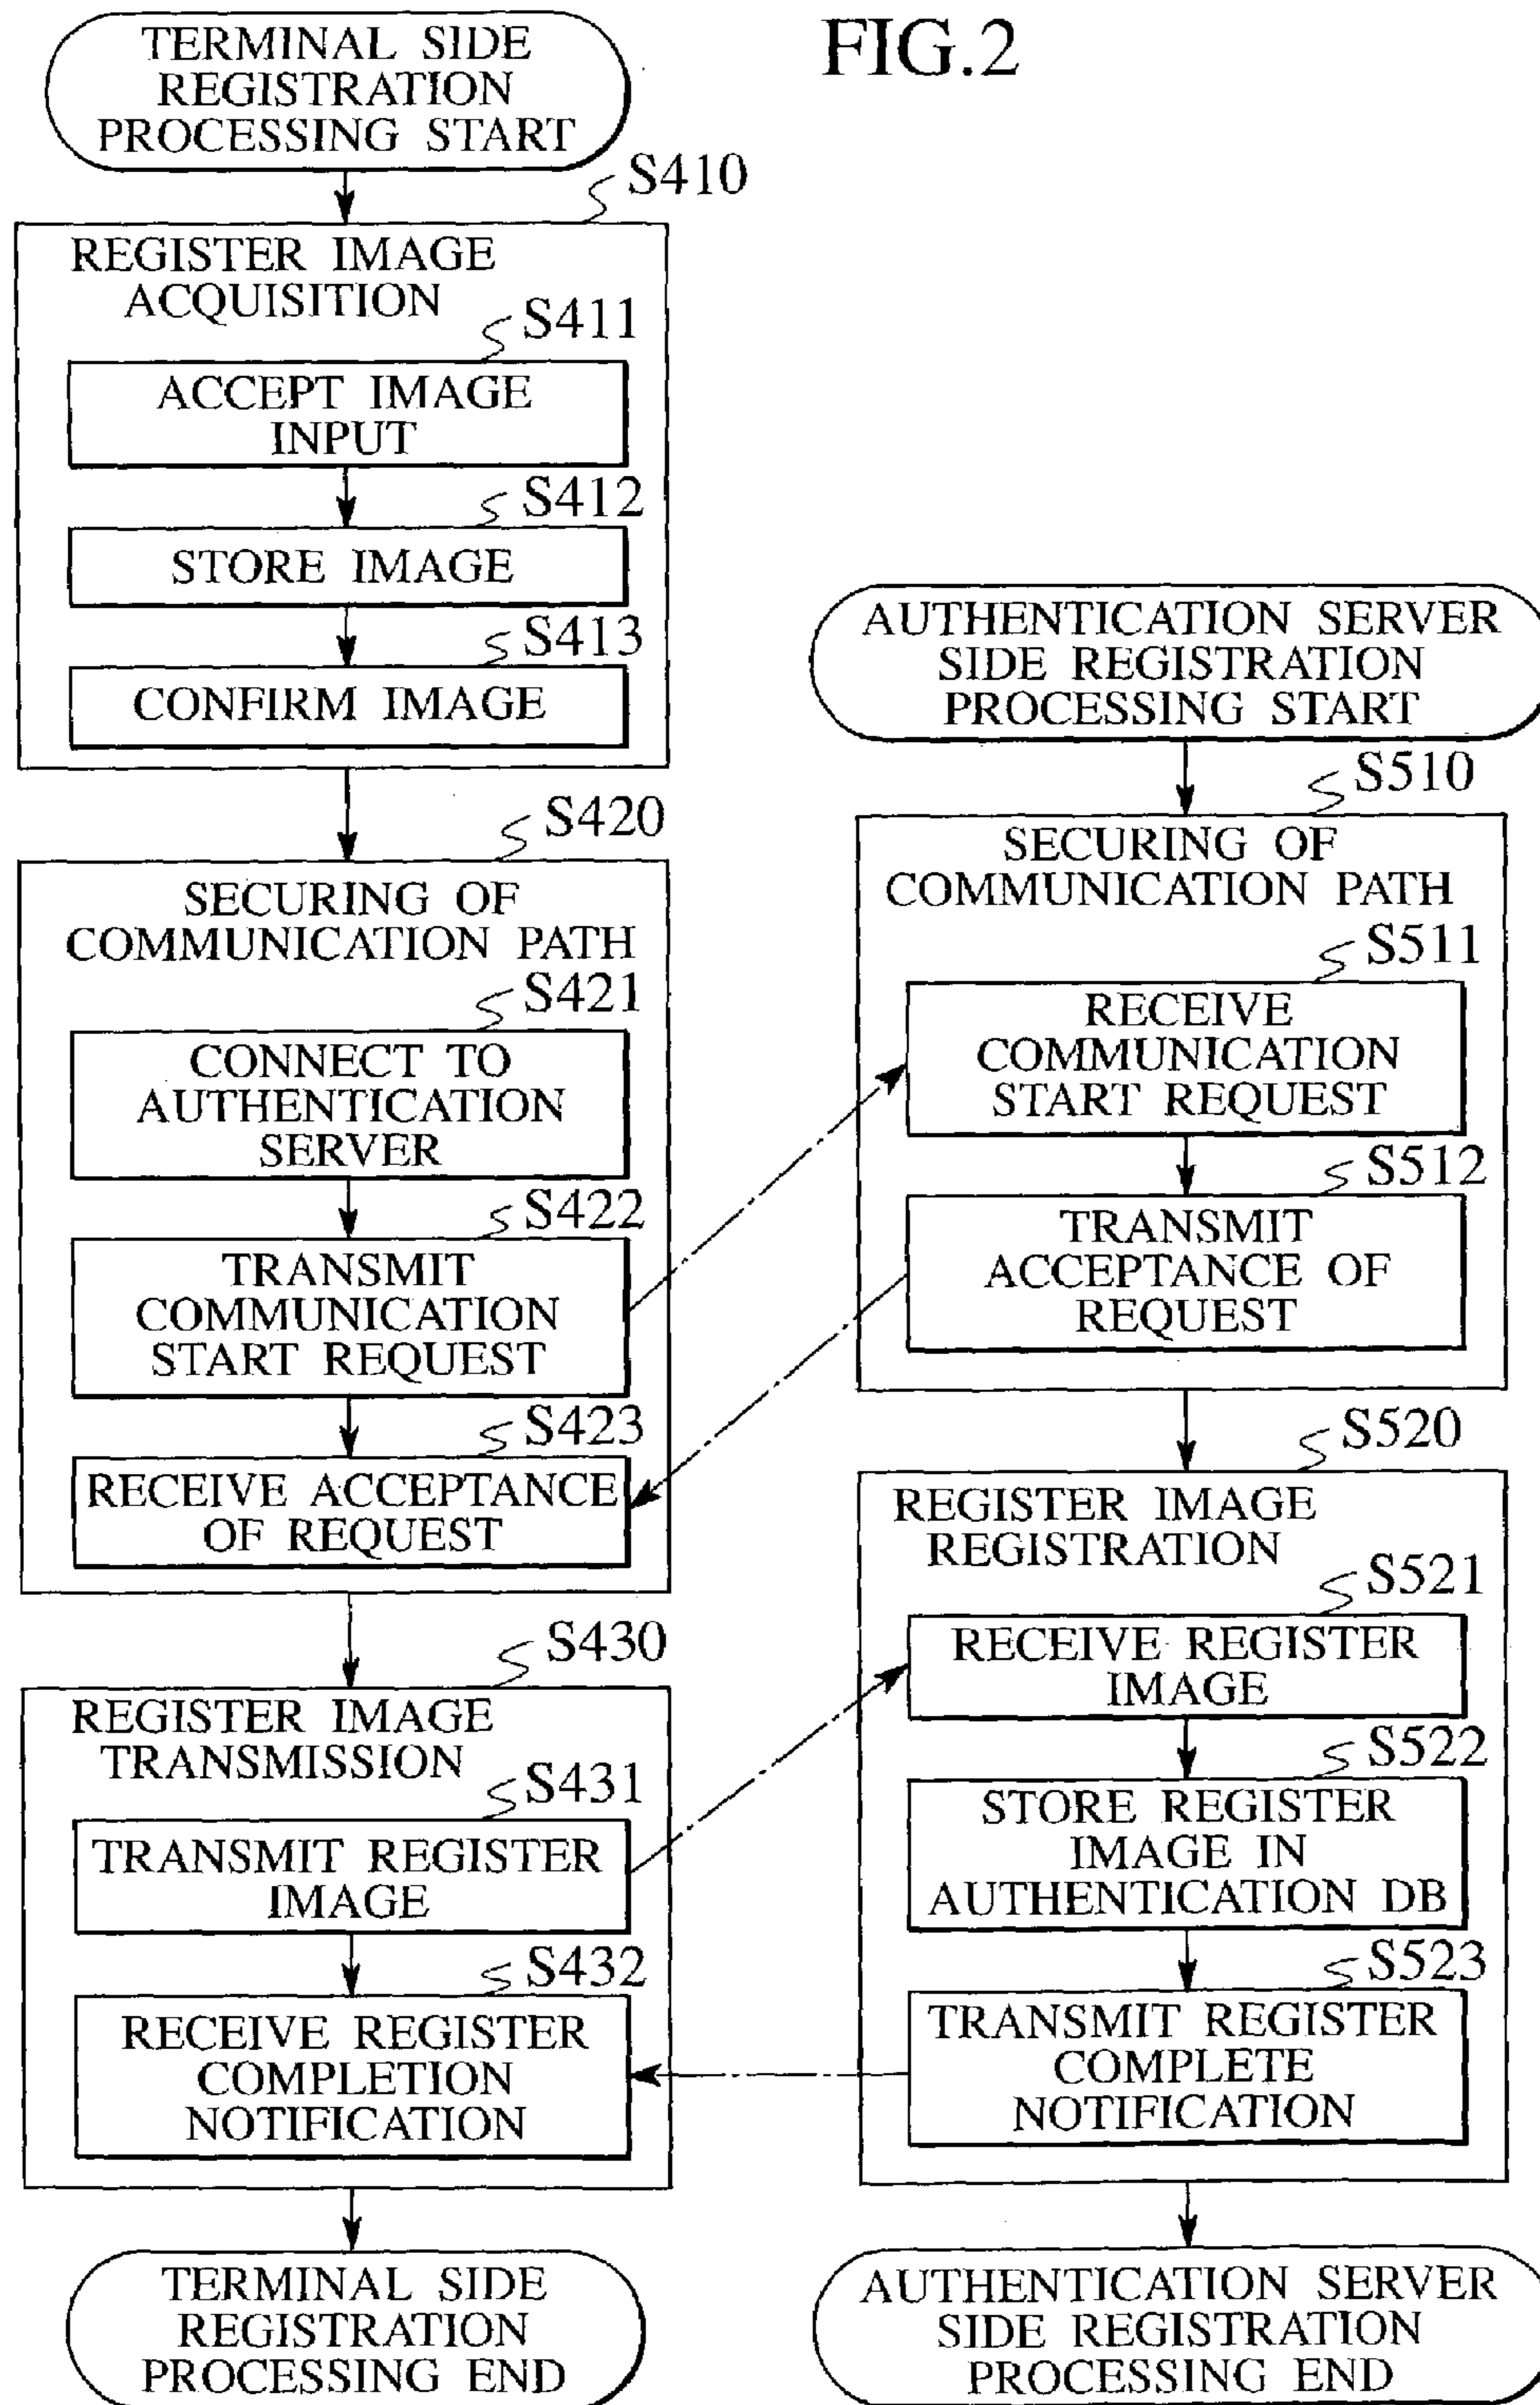 FIG.2
TERMINAL SIDE
REGISTRATION
PROCESSING START
S410
REGISTER IMAGE
ACQUISITION
S411
ACCEPT IMAGE
INPUT
S412
STORE IMAGE
S413
CONFIRM IMAGE
S420
SECURING OF
COMMUNICATION PATH
S421
CONNECT TO
AUTHENTICATION
SERVER
S422
TRANSMIT
COMMUNICATION
START REQUEST
S423
RECEIVE ACCEPTANCE
OF REQUEST
S430
REGISTER IMAGE
TRANSMISSION
S431
TRANSMIT REGISTER
IMAGE
S432
RECEIVE REGISTER
COMPLETION
NOTIFICATION
TERMINAL SIDE
REGISTRATION
PROCESSING END
AUTHENTICATION SERVER
SIDE REGISTRATION
PROCESSING START
S510
SECURING OF
COMMUNICATION PATH
S511
RECEIVE
COMMUNICATION
START REQUEST
S512
TRANSMIT
ACCEPTANCE OF
REQUEST
S520
REGISTER IMAGE
REGISTRATION
S521
RECEIVE REGISTER
IMAGE
S522
STORE REGISTER
IMAGE IN
AUTHENTICATION DB
S523
TRANSMIT REGISTER
COMPLETE
NOTIFICATION
AUTHENTICATION SERVER
SIDE REGISTRATION
PROCESSING END